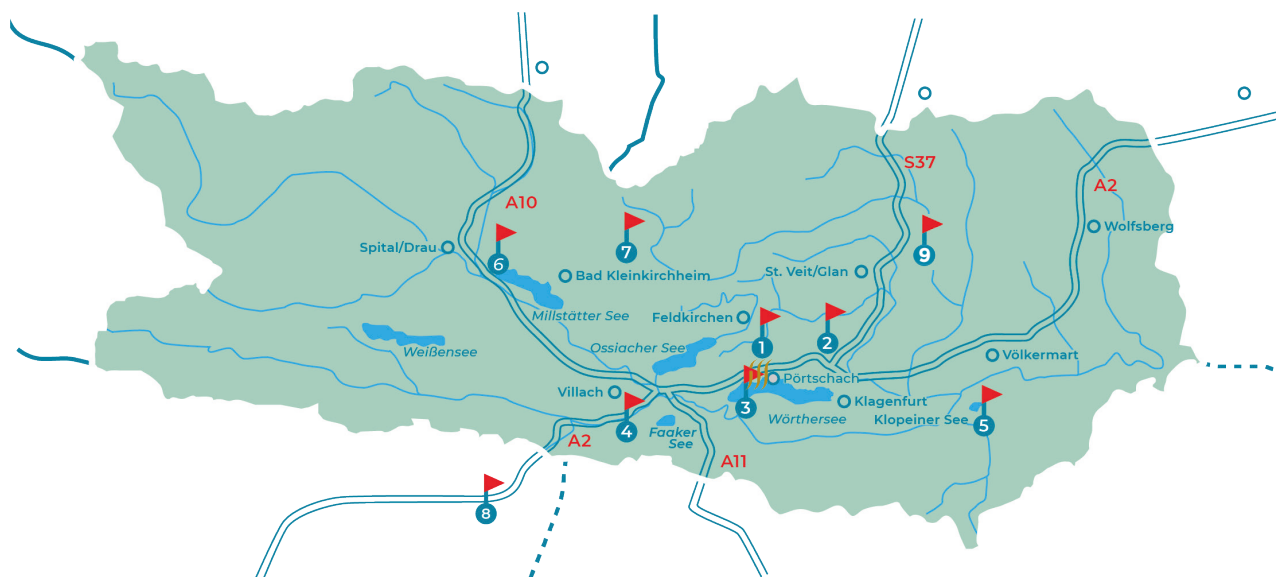 S37
A2
A10
Wolfsberg
Spital/Drau
6
7
9
Bad Kleinkirchheim
St. Veit/Glan
Millstätter See
Feldkirchen
1
2
Ossiacher See
Weißensee
Völkermart
Pörtschach
Villach
3
Klagenfurt
Wörthersee
Klopeiner See
5
4
Faaker
See
A2
A11
8